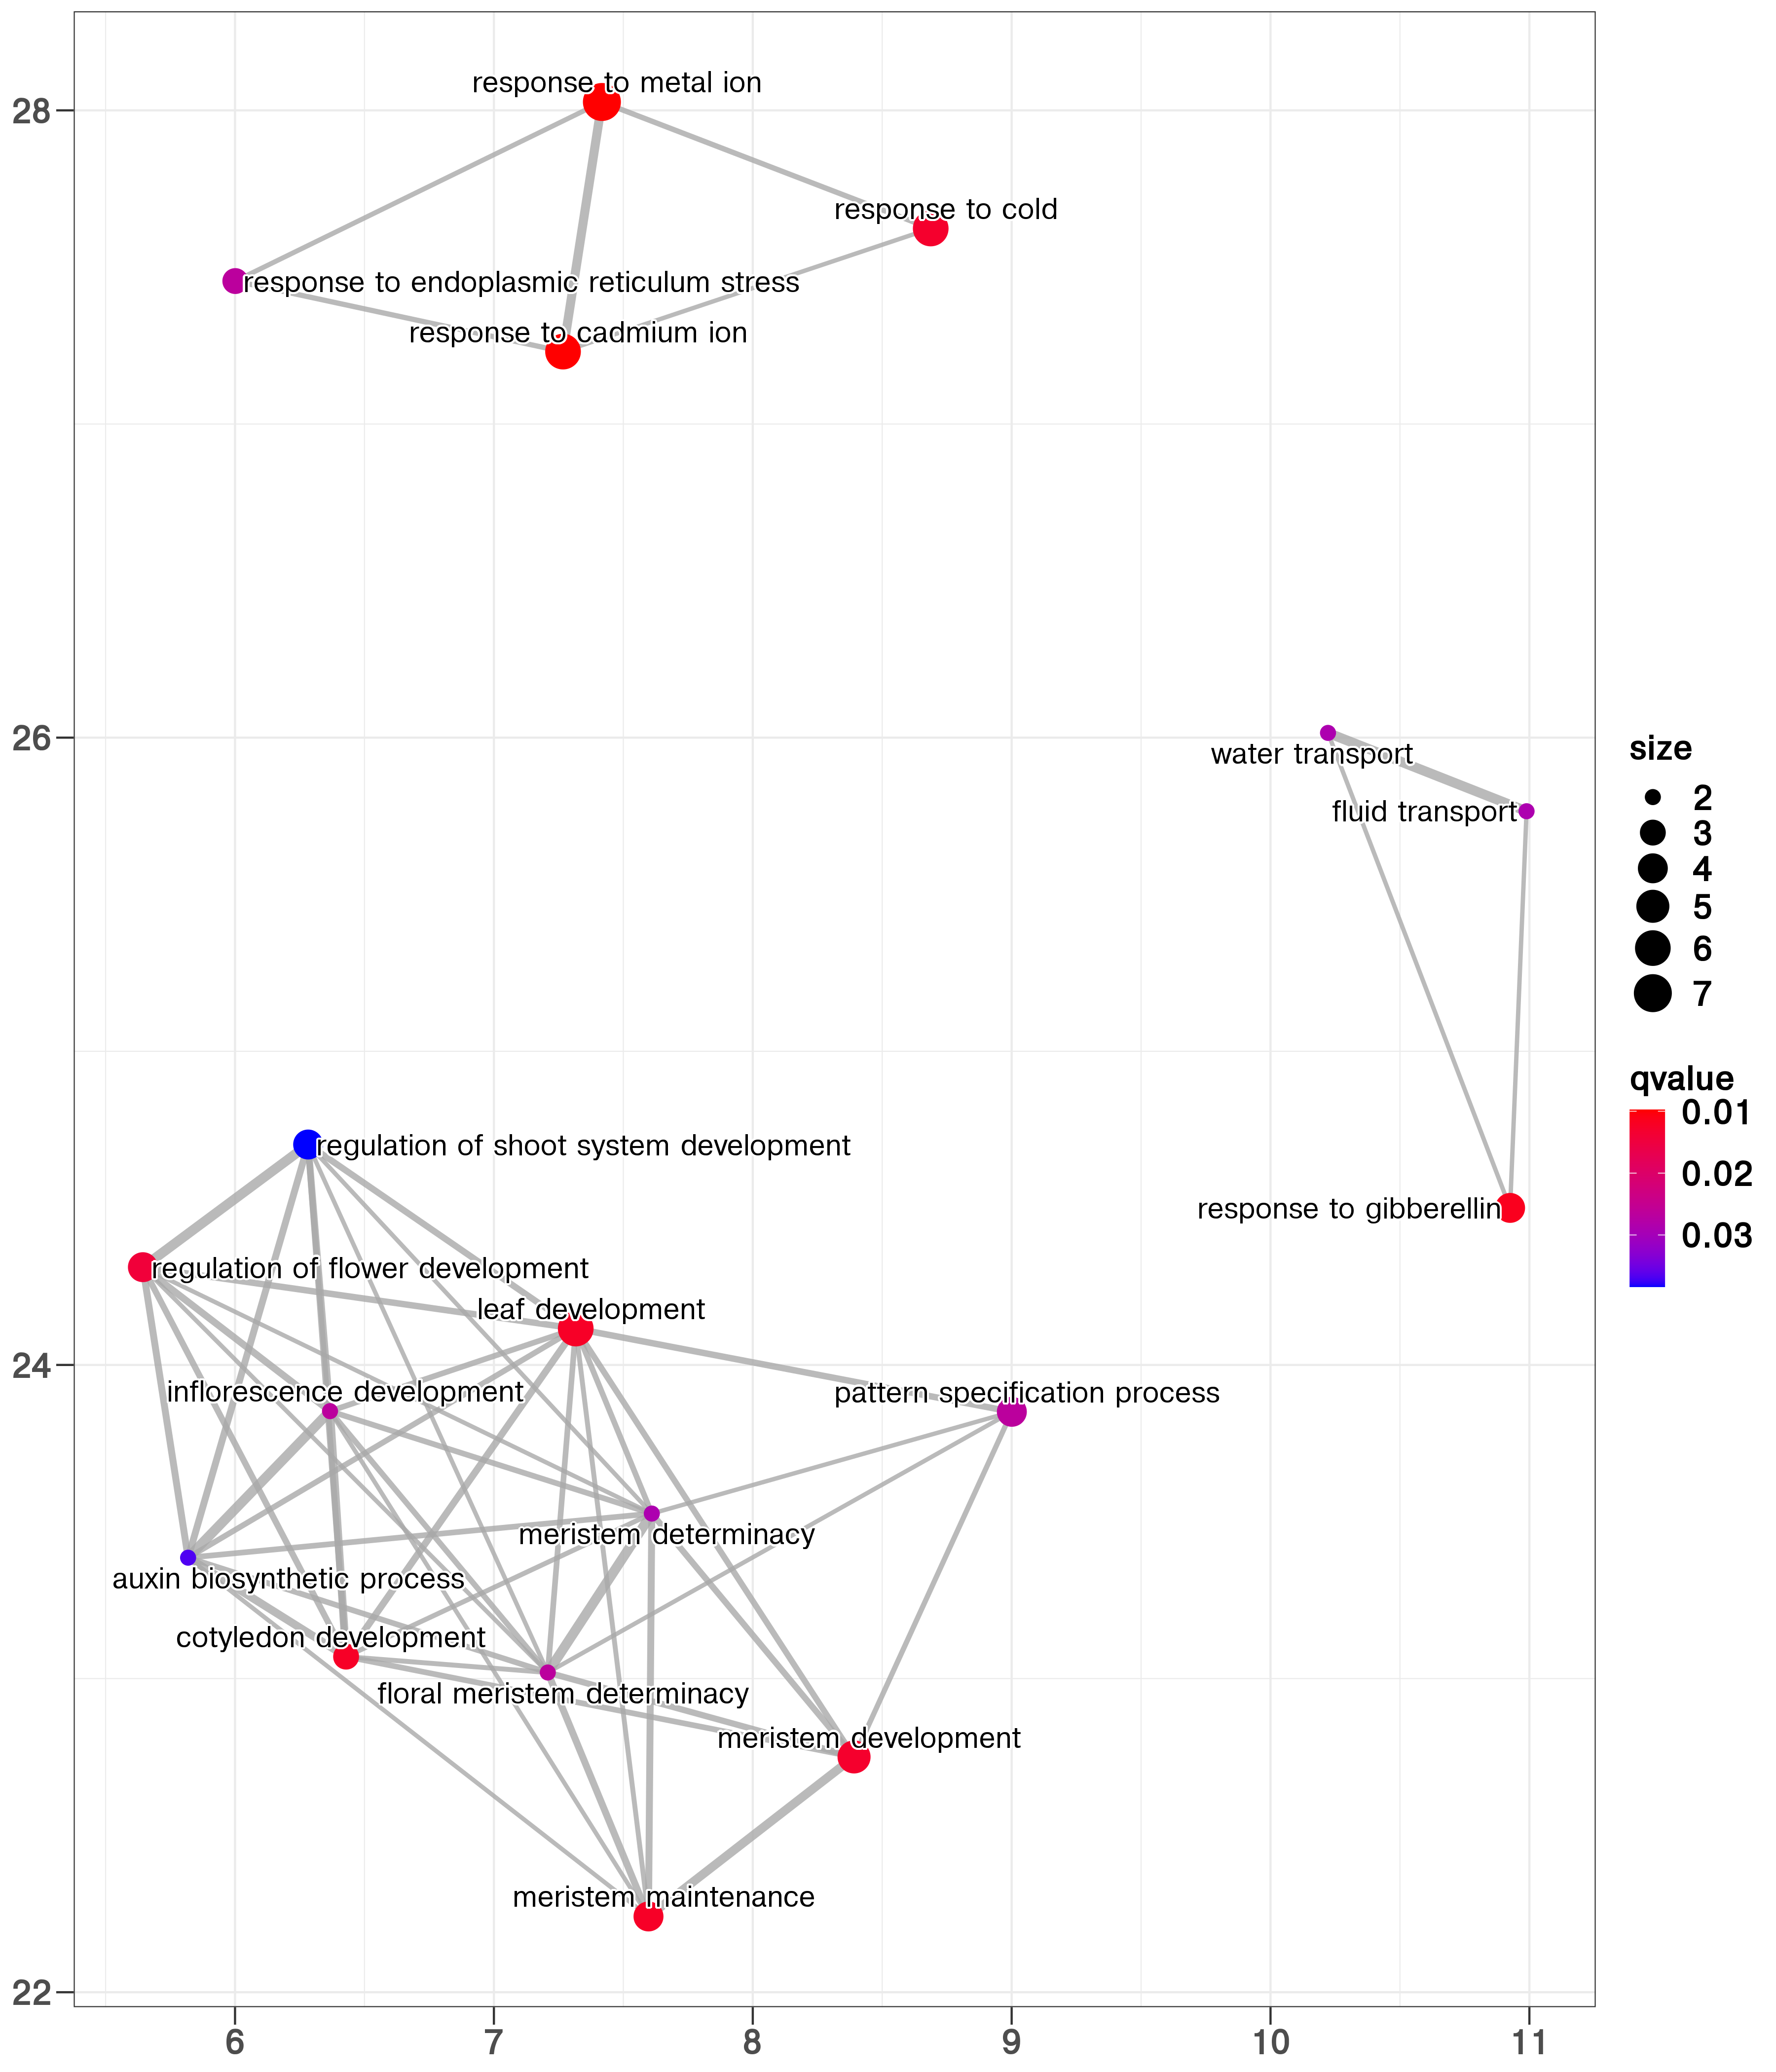 response to metal ion
response to cold
response to endoplasmic reticulum stress
response to cadmium ion
water transport
fluid transport
response to gibberellin
regulation of shoot system development
regulation of flower development
leaf development
inflorescence development
pattern specification process
meristem determinacy
auxin biosynthetic process
cotyledon development
floral meristem determinacy
meristem development
meristem maintenance
28
26
24
22
6
7
8
9
10
11
size
2
3
4
5
6
7
qvalue
0.01
0.02
0.03